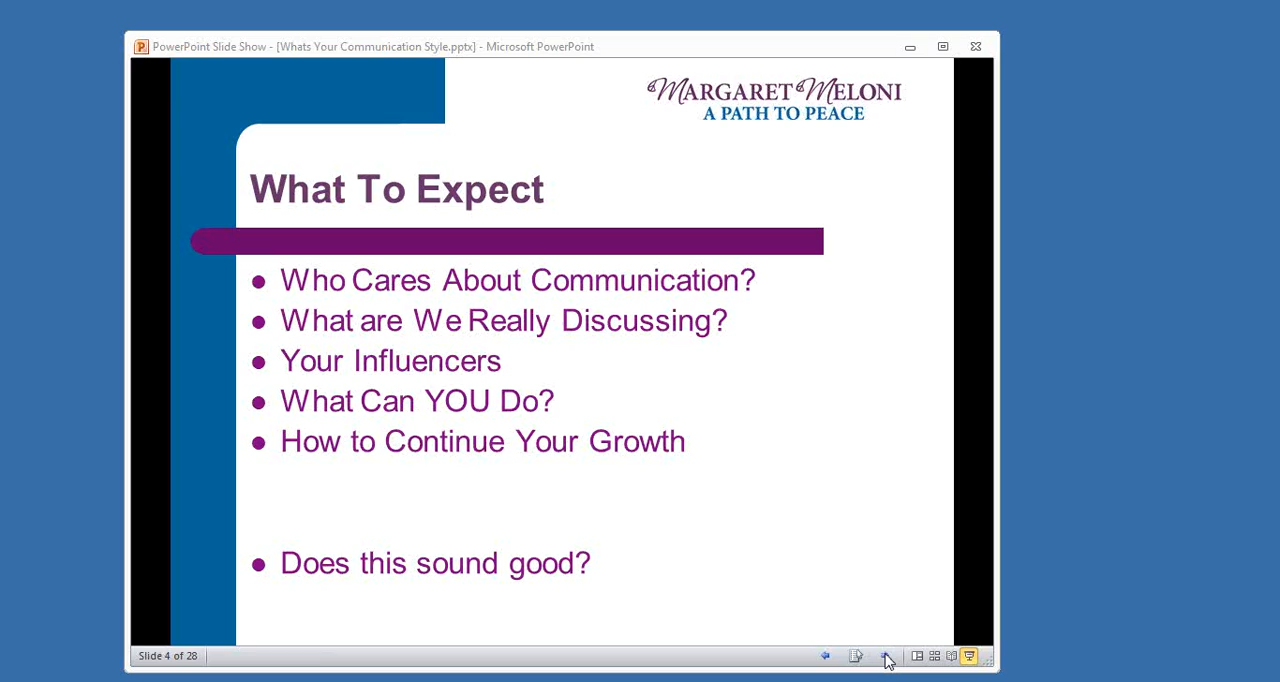 PowerPoint Slide Show - [Whats Your Communication Style.pptx] - Microsoft PowerPoint
MARGARET MELONI
A PATH TO PEACE
What To Expect
Who Cares About Communication?
What are We Really Discussing?
Your Influencers
What Can YOU Do?
How to Continue Your Growth
Does this sound good?
Slide 4 of 28